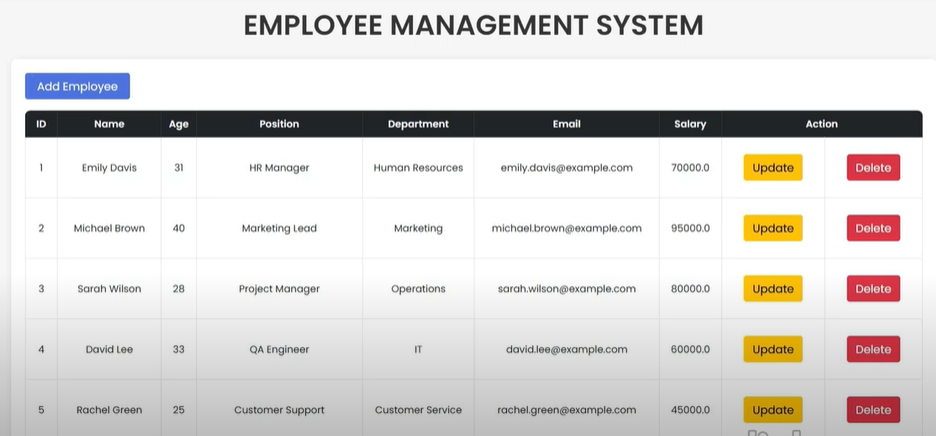 EMPLOYEE MANAGEMENT SYSTEM
Add Employee
ID Name Age Position Department Email Salary Action
1 Emily Davis 31 HR Manager Human Resources emily.davis@example.com 70000.0 Update Delete
2 Michael Brown 40 Marketing Lead Marketing michael.brown@example.com 95000.0 Update Delete
3 Sarah Wilson 28 Project Manager Operations sarah.wilson@example.com 80000.0 Update Delete
4 David Lee 33 QA Engineer IT david.lee@example.com 60000.0 Update Delete
5 Rachel Green 25 Customer Support Customer Service rachel.green@example.com 45000.0 Update Delete